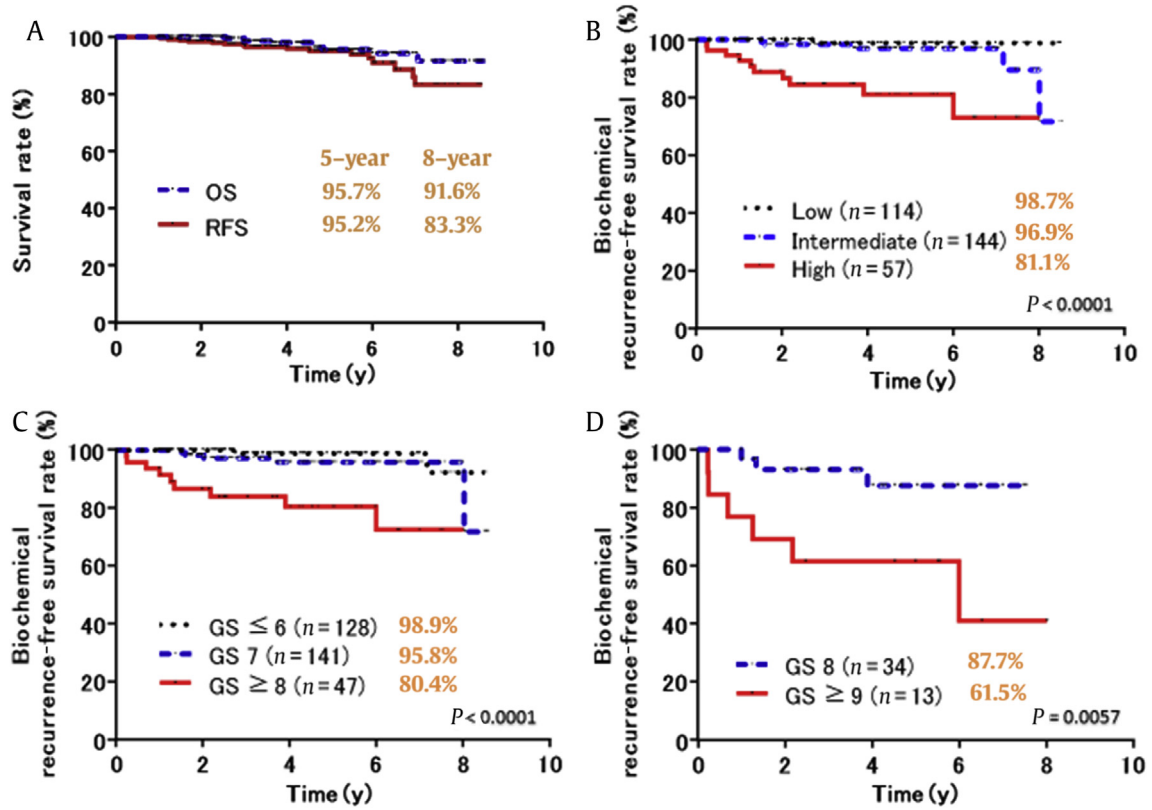 A
Survival rate (%)
100
80
60
40
20
0
5-year 8-year
OS 95.7% 91.6%
RFS 95.2% 83.3%
0 2 4 6 8 10
Time (y)
B
Biochemical
recurrence-free survival rate (%)
100
80
60
40
20
0
Low (n=114) 98.7%
Intermediate (n=144) 96.9%
High (n=57) 81.1%
P < 0.0001
0 2 4 6 8 10
Time (y)
C
Biochemical
recurrence-free survival rate (%)
100
80
60
40
20
0
GS ≦ 6 (n=128) 98.9%
GS 7 (n=141) 95.8%
GS ≧ 8 (n=47) 80.4%
P < 0.0001
0 2 4 6 8 10
Time (y)
D
Biochemical
recurrence-free survival rate (%)
100
80
60
40
20
0
GS 8 (n=34) 87.7%
GS ≧ 9 (n=13) 61.5%
P = 0.0057
0 2 4 6 8 10
Time (y)